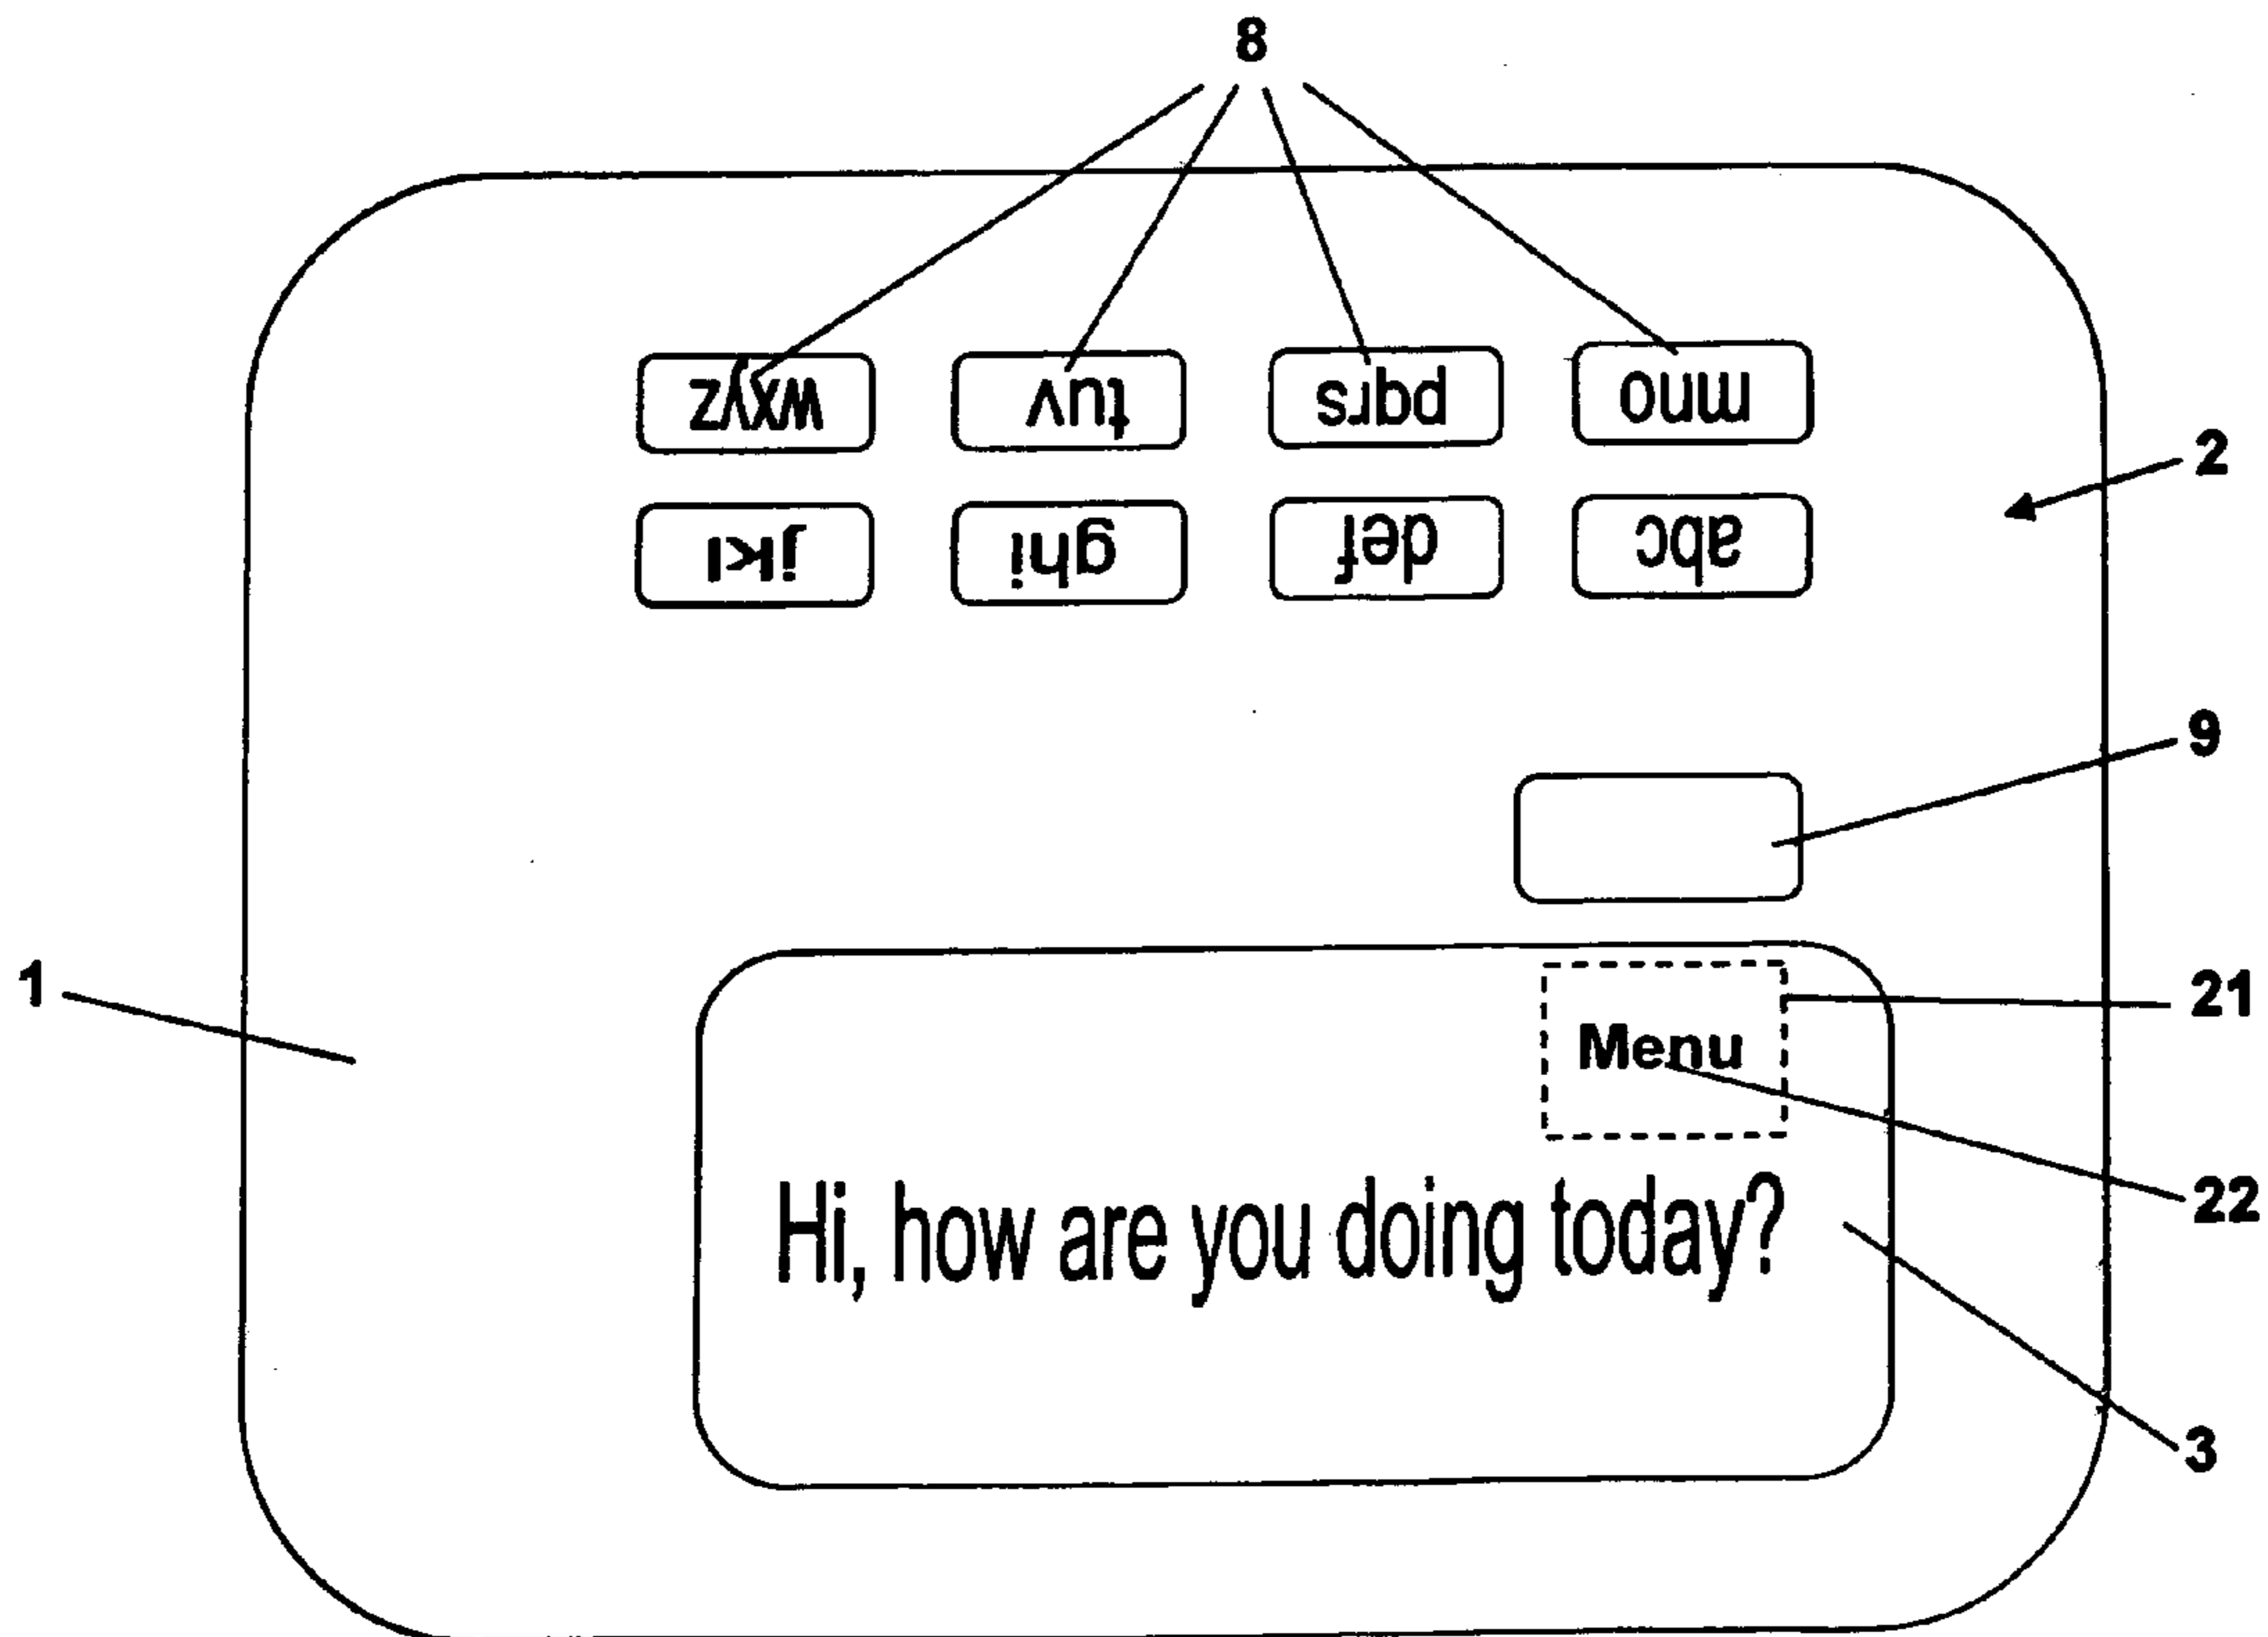 8
wxyz tuv pqrs mno
2
jkl ghi def abc
9
1
21
Menu
22
Hi, how are you doing today?
3